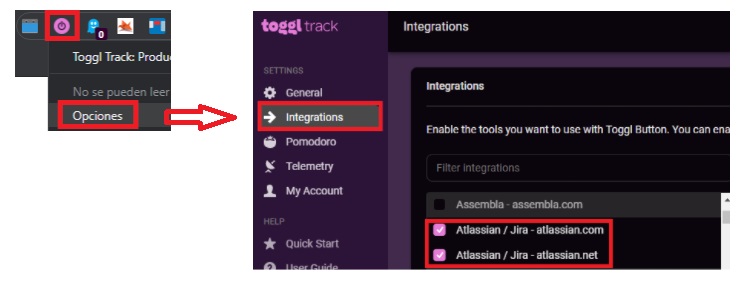 0
Toggl Track: Produ
No se pueden leer
Opciones
toggl track
SETTINGS
General
Integrations
Pomodoro
Telemetry
My Account
HELP
Quick Start
User Guide
Integrations
Integrations
Enable the tools you want to use with Toggl Button. You can ena
Filter integrations
Assembla - assembla.com
Atlassian / Jira - atlassian.com
Atlassian / Jira - atlassian.net